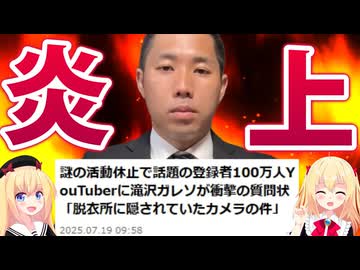 炎上
謎の活動休止で話題の登録者100万人Y
ouTuberに滝沢ガレソが衝撃の質問状
「脱衣所に隠されていたカメラの件」
2025.07.19 09:58